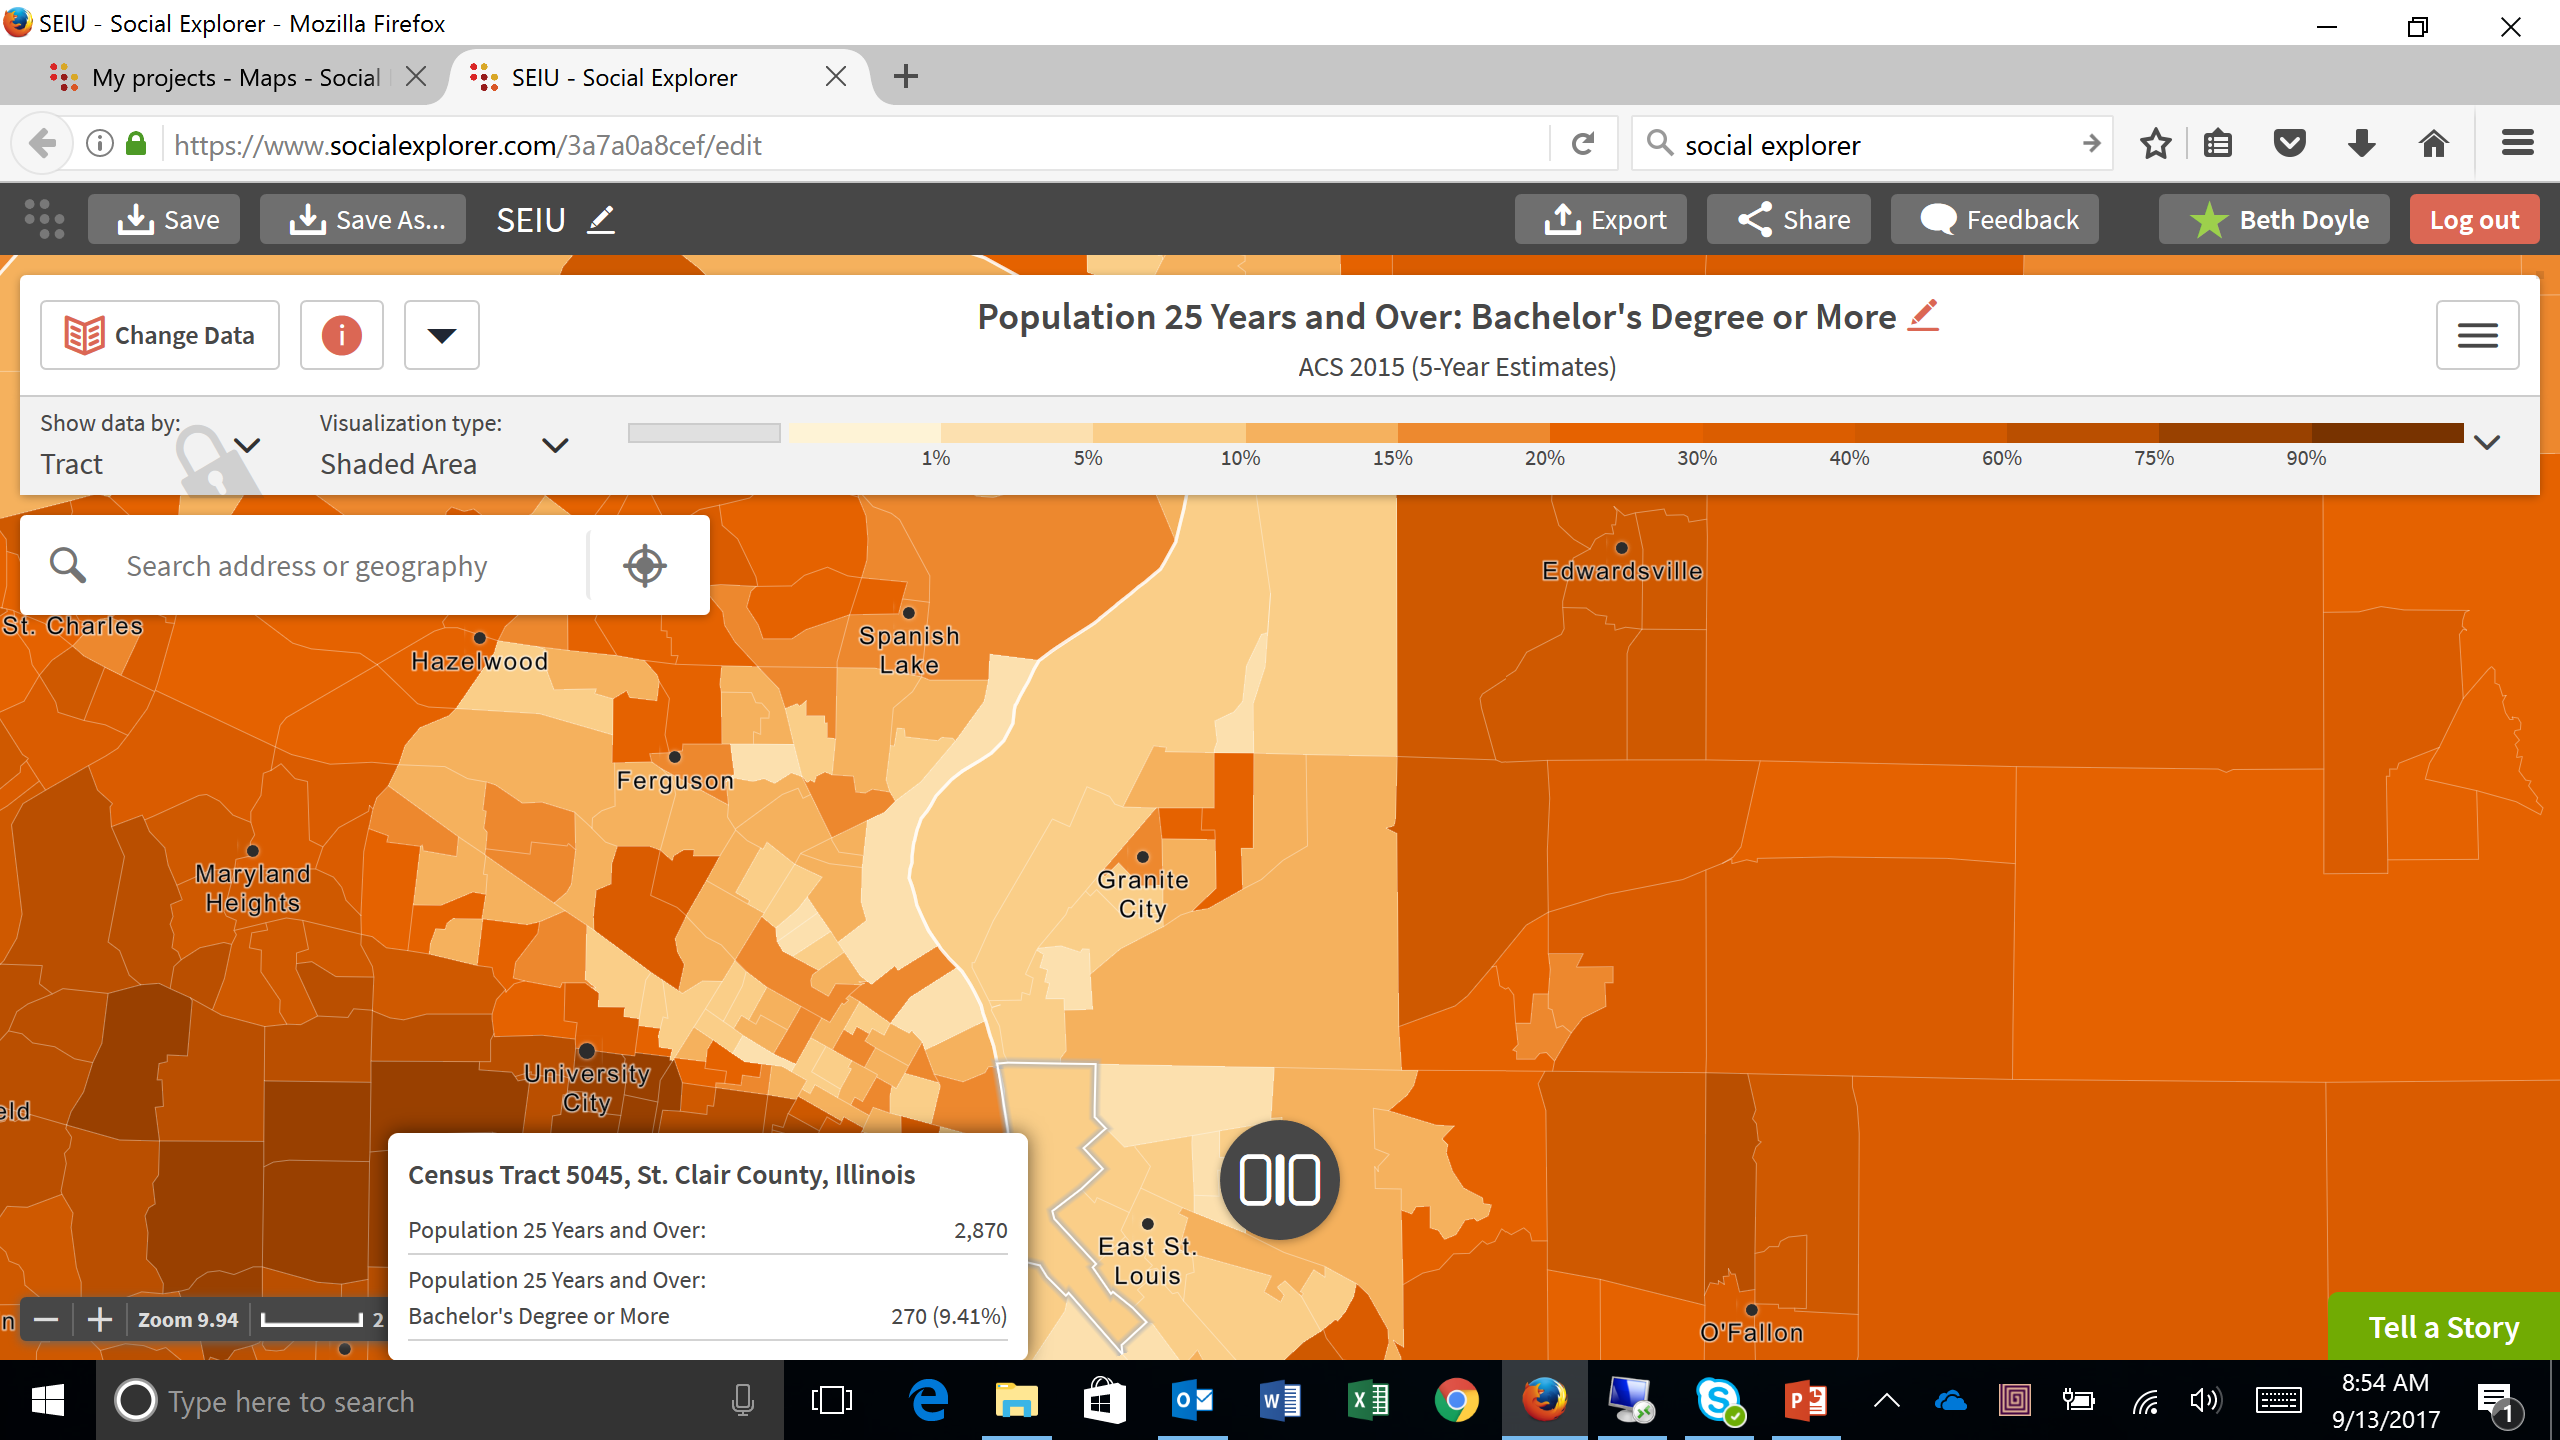 SEIU - Social Explorer - Mozilla Firefox
My projects - Maps - Social
SEIU - Social Explorer
https://www.socialexplorer.com/3a7a0a8cef/edit
social explorer
Save
Save As...
SEIU
Export
Share
Feedback
Beth Doyle
Log out
Change Data
Population 25 Years and Over: Bachelor's Degree or More
ACS 2015 (5-Year Estimates)
Show data by:
Tract
Visualization type:
Shaded Area
1% 5% 10% 15% 20% 30% 40% 60% 75% 90%
Search address or geography
Edwardsville
St. Charles
Hazelwood
Spanish
Lake
Ferguson
Maryland
Heights
Granite
City
University
City
eld
East St.
Louis
O'Fallon
Census Tract 5045, St. Clair County, Illinois
Population 25 Years and Over: 2,870
Population 25 Years and Over:
Bachelor's Degree or More 270 (9.41%)
n
Zoom 9.94
2
Tell a Story
Type here to search
8:54 AM
9/13/2017
1